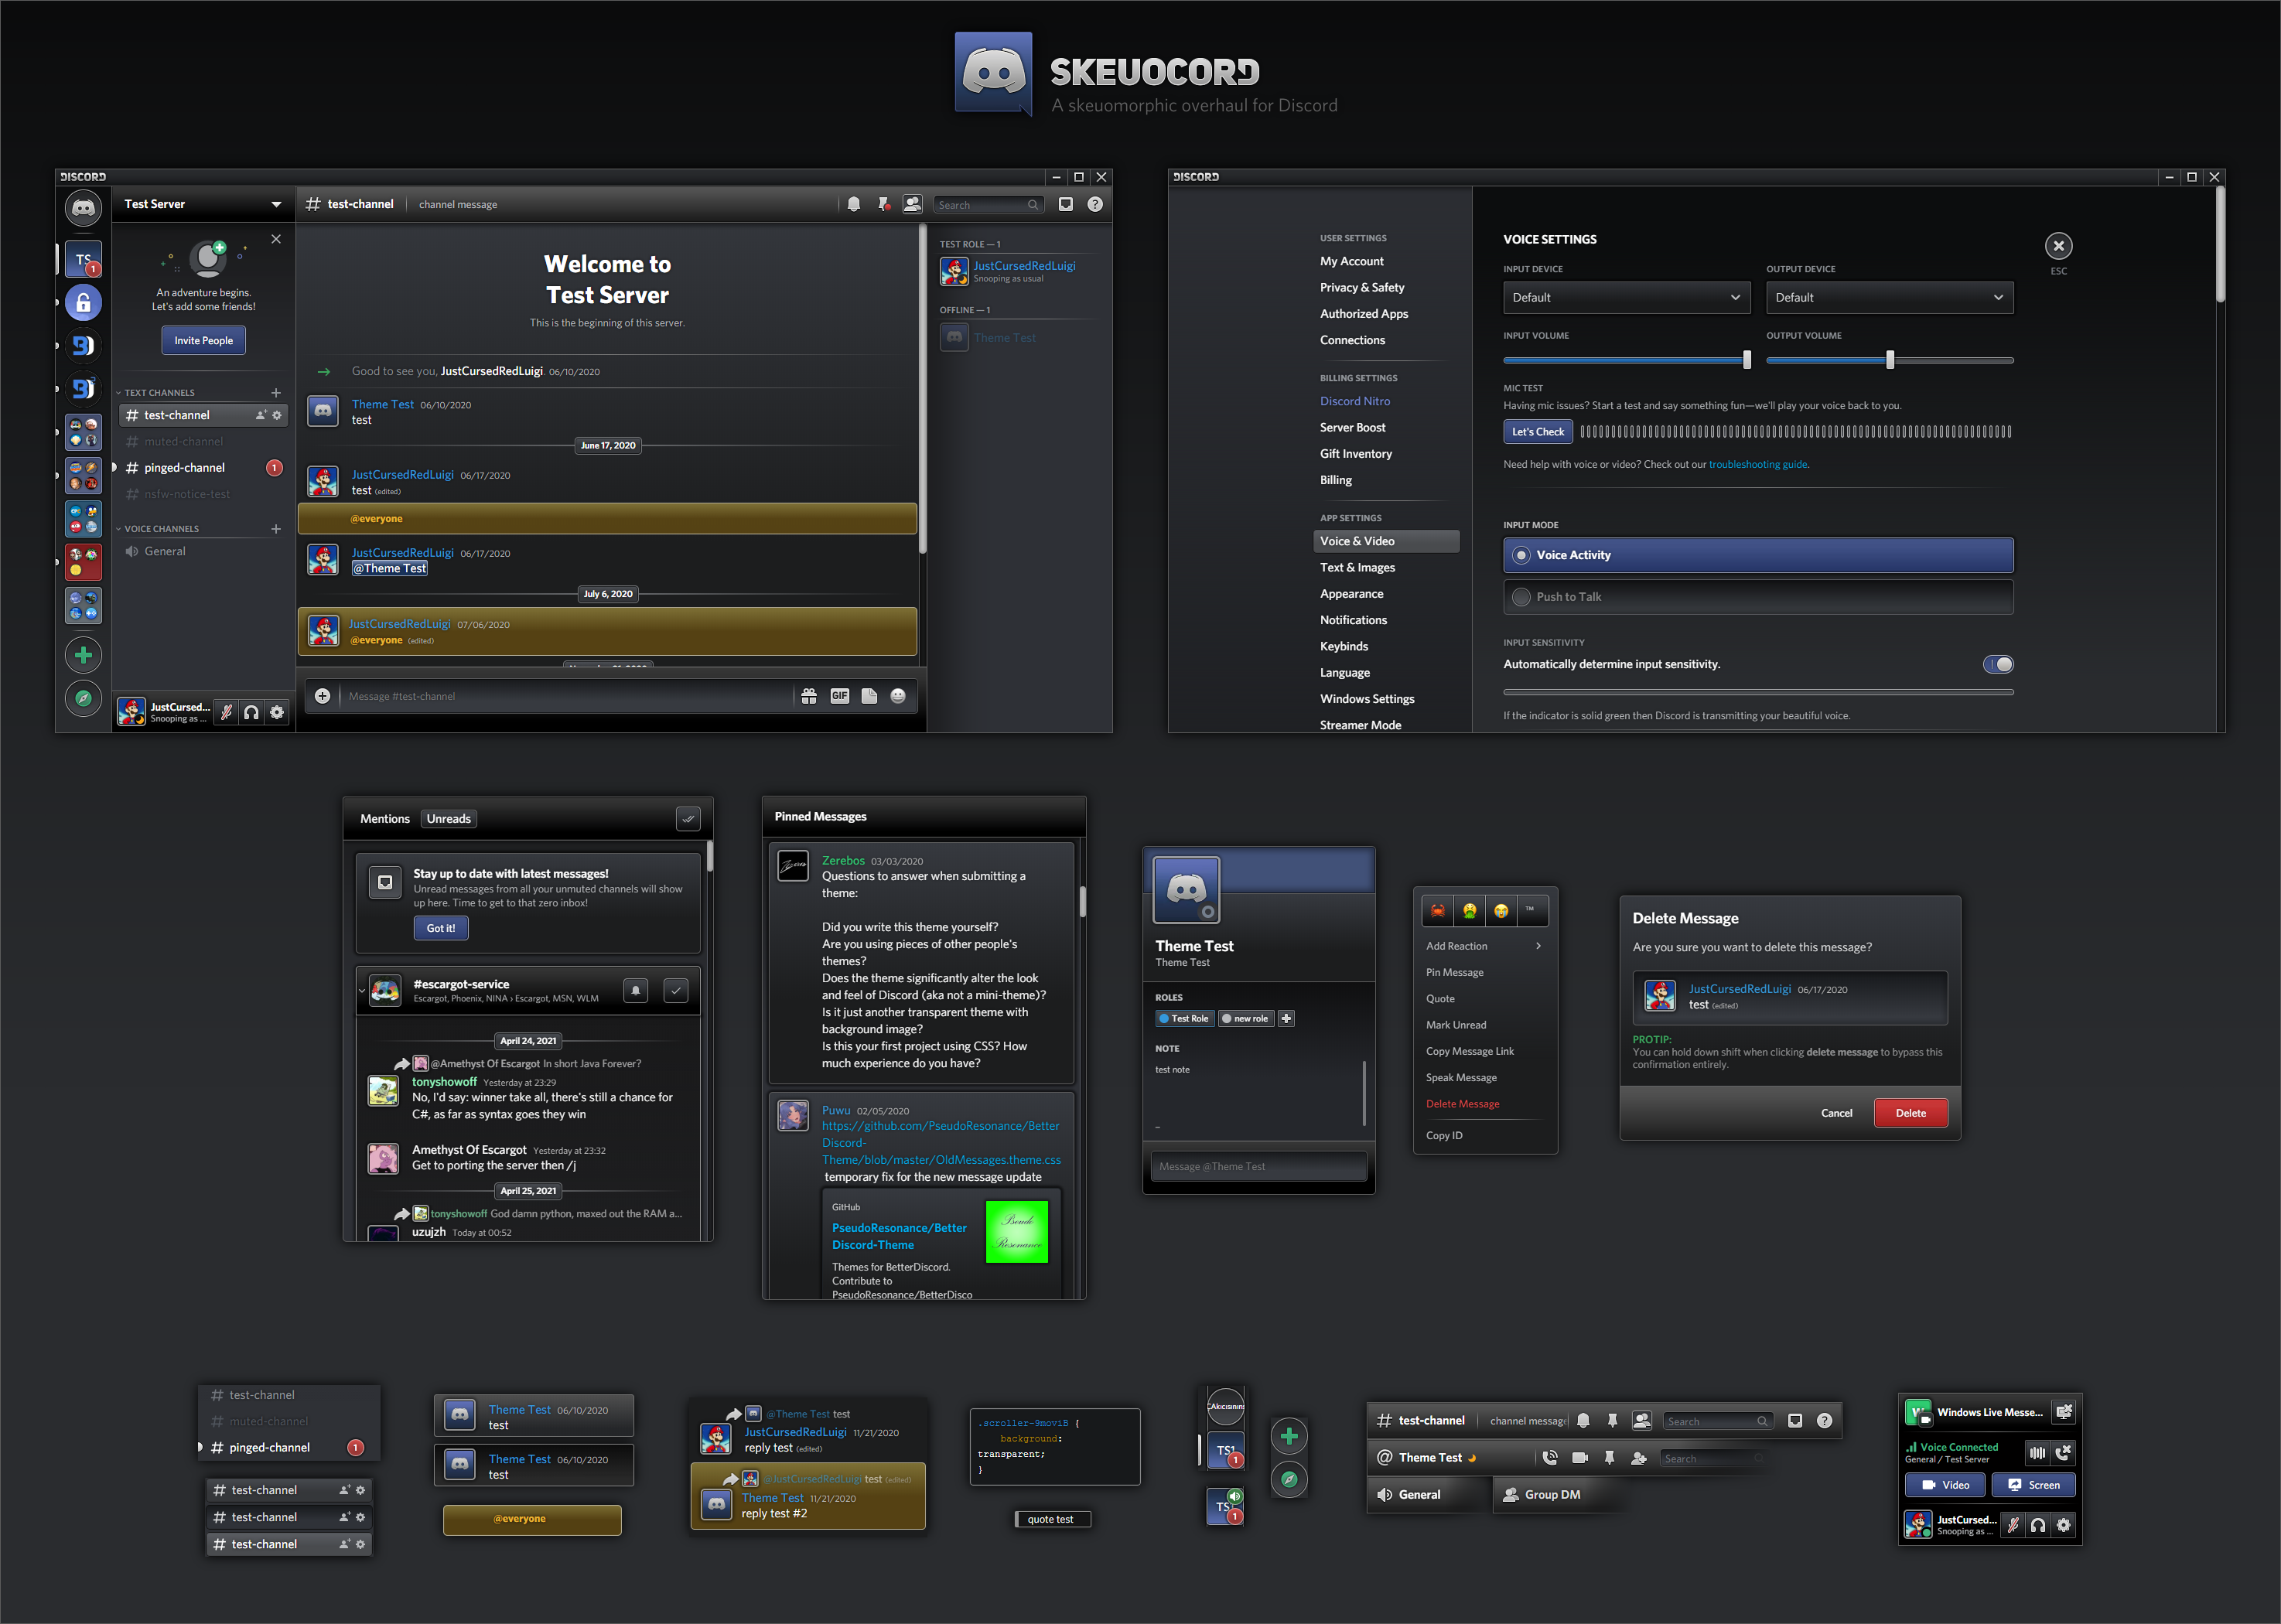 SKEUOCORD
A skeuomorphic overhaul for Discord
DISCORD
Test Server
TS
1
An adventure begins.
Let's add some friends!
Invite People
TEXT CHANNELS
test-channel
muted-channel
pinged-channel
1
nsfw-notice-test
VOICE CHANNELS
General
JustCursed...
Snooping as ...
# test-channel
channel message
Search
Welcome to
Test Server
This is the beginning of this server.
Good to see you, JustCursedRedLuigi. 06/10/2020
Theme Test 06/10/2020
test
June 17, 2020
JustCursedRedLuigi 06/17/2020
test (edited)
@everyone
JustCursedRedLuigi 06/17/2020
@Theme Test
July 6, 2020
JustCursedRedLuigi 07/06/2020
@everyone (edited)
Message #test-channel
GIF
TEST ROLE — 1
JustCursedRedLuigi
Snooping as usual
OFFLINE — 1
Theme Test
DISCORD
USER SETTINGS
My Account
Privacy & Safety
Authorized Apps
Connections
BILLING SETTINGS
Discord Nitro
Server Boost
Gift Inventory
Billing
APP SETTINGS
Voice & Video
Text & Images
Appearance
Notifications
Keybinds
Language
Windows Settings
Streamer Mode
VOICE SETTINGS
ESC
INPUT DEVICE
OUTPUT DEVICE
Default
Default
INPUT VOLUME
OUTPUT VOLUME
MIC TEST
Having mic issues? Start a test and say something fun—we'll play your voice back to you.
Let's Check
Need help with voice or video? Check out our troubleshooting guide.
INPUT MODE
Voice Activity
Push to Talk
INPUT SENSITIVITY
Automatically determine input sensitivity.
If the indicator is solid green then Discord is transmitting your beautiful voice.
Mentions
Unreads
Stay up to date with latest messages!
Unread messages from all your unmuted channels will show
up here. Time to get to that zero inbox!
Got it!
#escargot-service
Escargot, Phoenix, NINA › Escargot, MSN, WLM
April 24, 2021
@Amethyst Of Escargot In short Java Forever?
tonyshowoff Yesterday at 23:29
No, I'd say: winner take all, there's still a chance for
C#, as far as syntax goes they win
Amethyst Of Escargot Yesterday at 23:32
Get to porting the server then /j
April 25, 2021
tonyshowoff God damn python, maxed out the RAM a...
uzujzh Today at 00:52
Pinned Messages
Zerebos 03/03/2020
Questions to answer when submitting a
theme:
Did you write this theme yourself?
Are you using pieces of other people's
themes?
Does the theme significantly alter the look
and feel of Discord (aka not a mini-theme)?
Is it just another transparent theme with
background image?
Is this your first project using CSS? How
much experience do you have?
Puwu 02/05/2020
https://github.com/PseudoResonance/Better
Discord-
Theme/blob/master/OldMessages.theme.css
temporary fix for the new message update
GitHub
PseudoResonance/Better
Discord-Theme
Themes for BetterDiscord.
Contribute to
PseudoResonance/BetterDisco
Theme Test
Theme Test
ROLES
Test Role
new role
NOTE
test note
Message @Theme Test
TM
Add Reaction
Pin Message
Quote
Mark Unread
Copy Message Link
Speak Message
Delete Message
Copy ID
Delete Message
Are you sure you want to delete this message?
JustCursedRedLuigi 06/17/2020
test (edited)
PROTIP:
You can hold down shift when clicking delete message to bypass this
confirmation entirely.
Cancel
Delete
# test-channel
# muted-channel
# pinged-channel
1
# test-channel
# test-channel
# test-channel
Theme Test 06/10/2020
test
Theme Test 06/10/2020
test
@everyone
@Theme Test test
JustCursedRedLuigi 11/21/2020
reply test (edited)
@JustCursedRedLuigi test (edited)
Theme Test 11/21/2020
reply test #2
.scroller-9moviB {
background:
transparent;
}
quote test
TS1
1
TS
1
# test-channel
channel message
Search
@ Theme Test
Search
General
Group DM
Windows Live Messe...
Voice Connected
General / Test Server
Video
Screen
JustCursed...
Snooping as ...